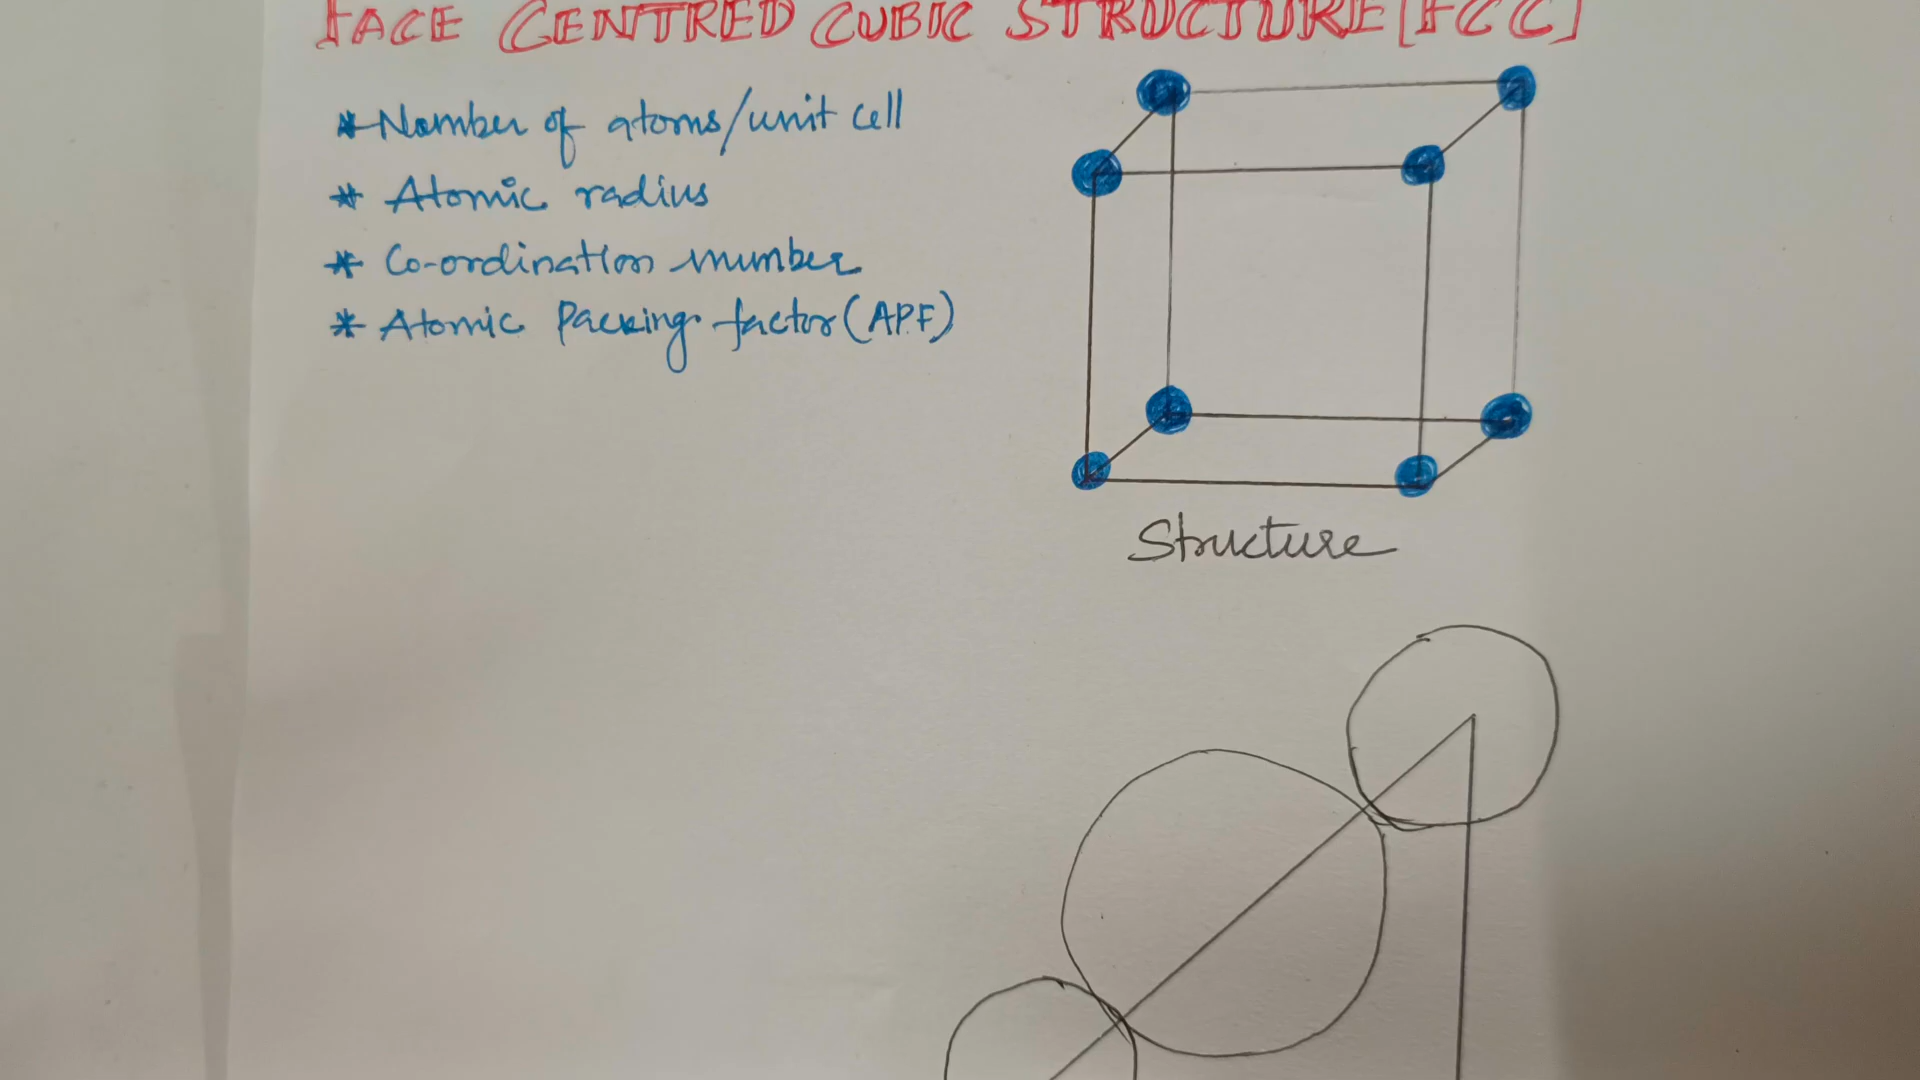 FACE CENTRED CUBIC STRUCTURE [FCC]
* Number of atoms/unit cell
* Atomic radius
* Co-ordination number
* Atomic Packing factor (APF)
Structure